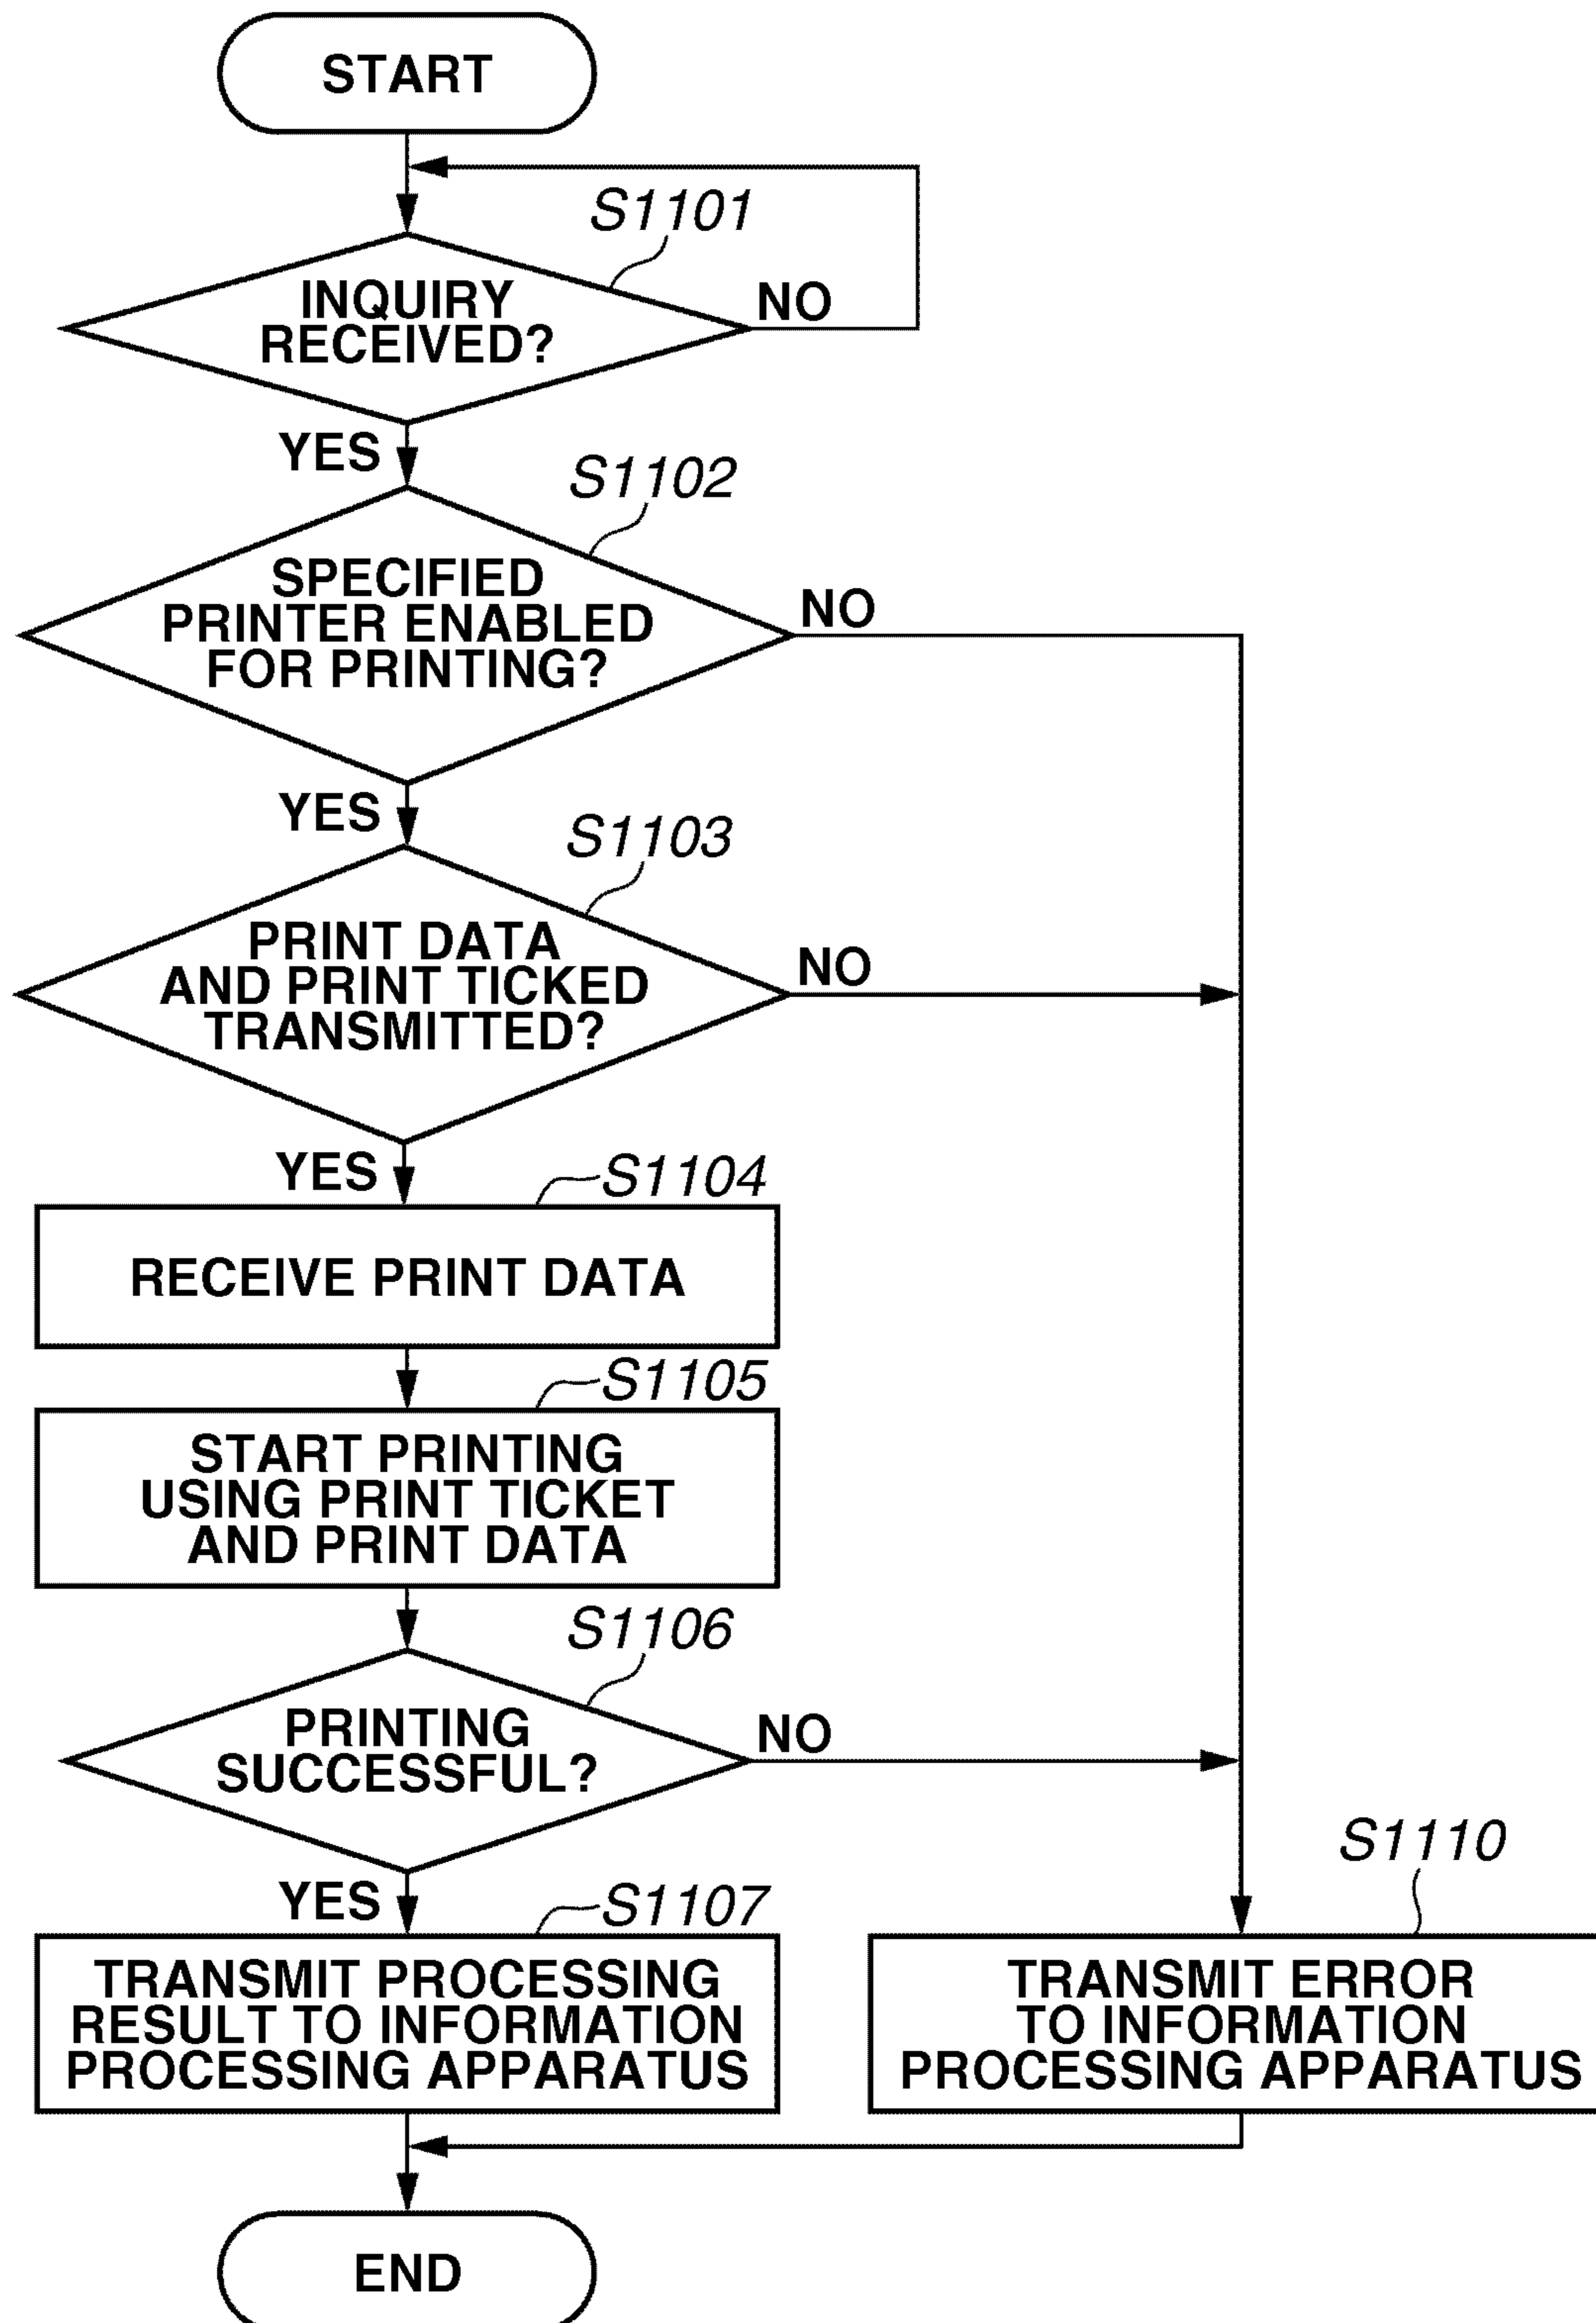 START
S1101
INQUIRY
RECEIVED?
NO
YES
S1102
SPECIFIED
PRINTER ENABLED
FOR PRINTING?
NO
YES
S1103
PRINT DATA
AND PRINT TICKED
TRANSMITTED?
NO
YES
S1104
RECEIVE PRINT DATA
S1105
START PRINTING
USING PRINT TICKET
AND PRINT DATA
S1106
PRINTING
SUCCESSFUL?
NO
YES
S1107
TRANSMIT PROCESSING
RESULT TO INFORMATION
PROCESSING APPARATUS
S1110
TRANSMIT ERROR
TO INFORMATION
PROCESSING APPARATUS
END